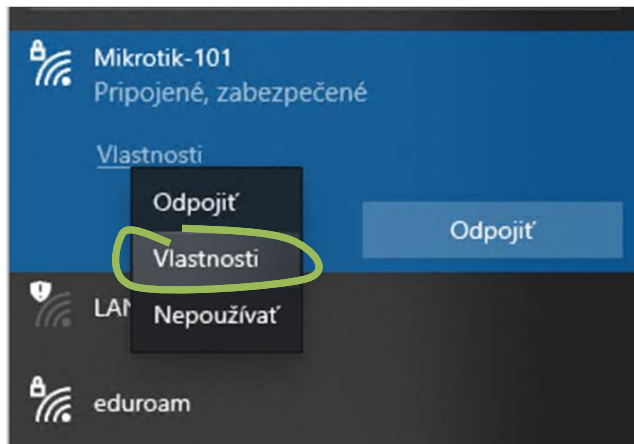 Mikrotik-101
Pripojené, zabezpečené
Vlastnosti
Odpojiť
Odpojiť
Vlastnosti
Nepoužívať
eduroam